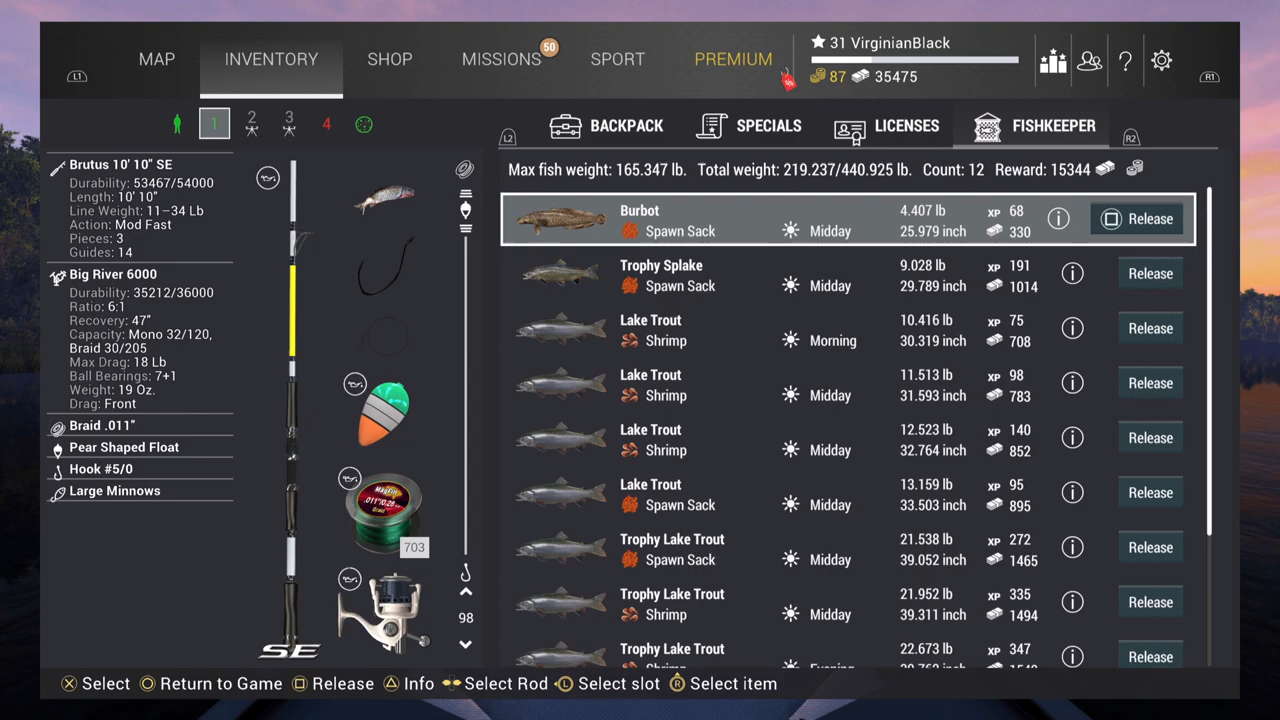 MAP
INVENTORY
SHOP
MISSIONS
50
SPORT
PREMIUM
%
31 VirginianBlack
87 35475
?
L1
R1
1
2
3
4
L2
BACKPACK
SPECIALS
LICENSES
FISHKEEPER
R2
Brutus 10' 10" SE
Durability: 53467/54000
Length: 10' 10"
Line Weight: 11–34 Lb
Action: Mod Fast
Pieces: 3
Guides: 14
Big River 6000
Durability: 35212/36000
Ratio: 6:1
Recovery: 47"
Capacity: Mono 32/120,
Braid 30/205
Max Drag: 18 Lb
Ball Bearings: 7+1
Weight: 19 Oz.
Drag: Front
Braid .011"
Pear Shaped Float
Hook #5/0
Large Minnows
703
98
SE
Max fish weight: 165.347 lb. Total weight: 219.237/440.925 lb. Count: 12 Reward: 15344
Burbot 4.407 lb XP 68
Spawn Sack Midday 25.979 inch 330
Release
Trophy Splake 9.028 lb XP 191
Spawn Sack Midday 29.789 inch 1014
Release
Lake Trout 10.416 lb XP 75
Shrimp Morning 30.319 inch 708
Release
Lake Trout 11.513 lb XP 98
Shrimp Midday 31.593 inch 783
Release
Lake Trout 12.523 lb XP 140
Shrimp Midday 32.764 inch 852
Release
Lake Trout 13.159 lb XP 95
Spawn Sack Midday 33.503 inch 895
Release
Trophy Lake Trout 21.538 lb XP 272
Spawn Sack Midday 39.052 inch 1465
Release
Trophy Lake Trout 21.952 lb XP 335
Shrimp Midday 39.311 inch 1494
Release
Trophy Lake Trout 22.673 lb XP 347
Shrimp Evening
Release
Select Return to Game Release Info Select Rod L Select slot R Select item